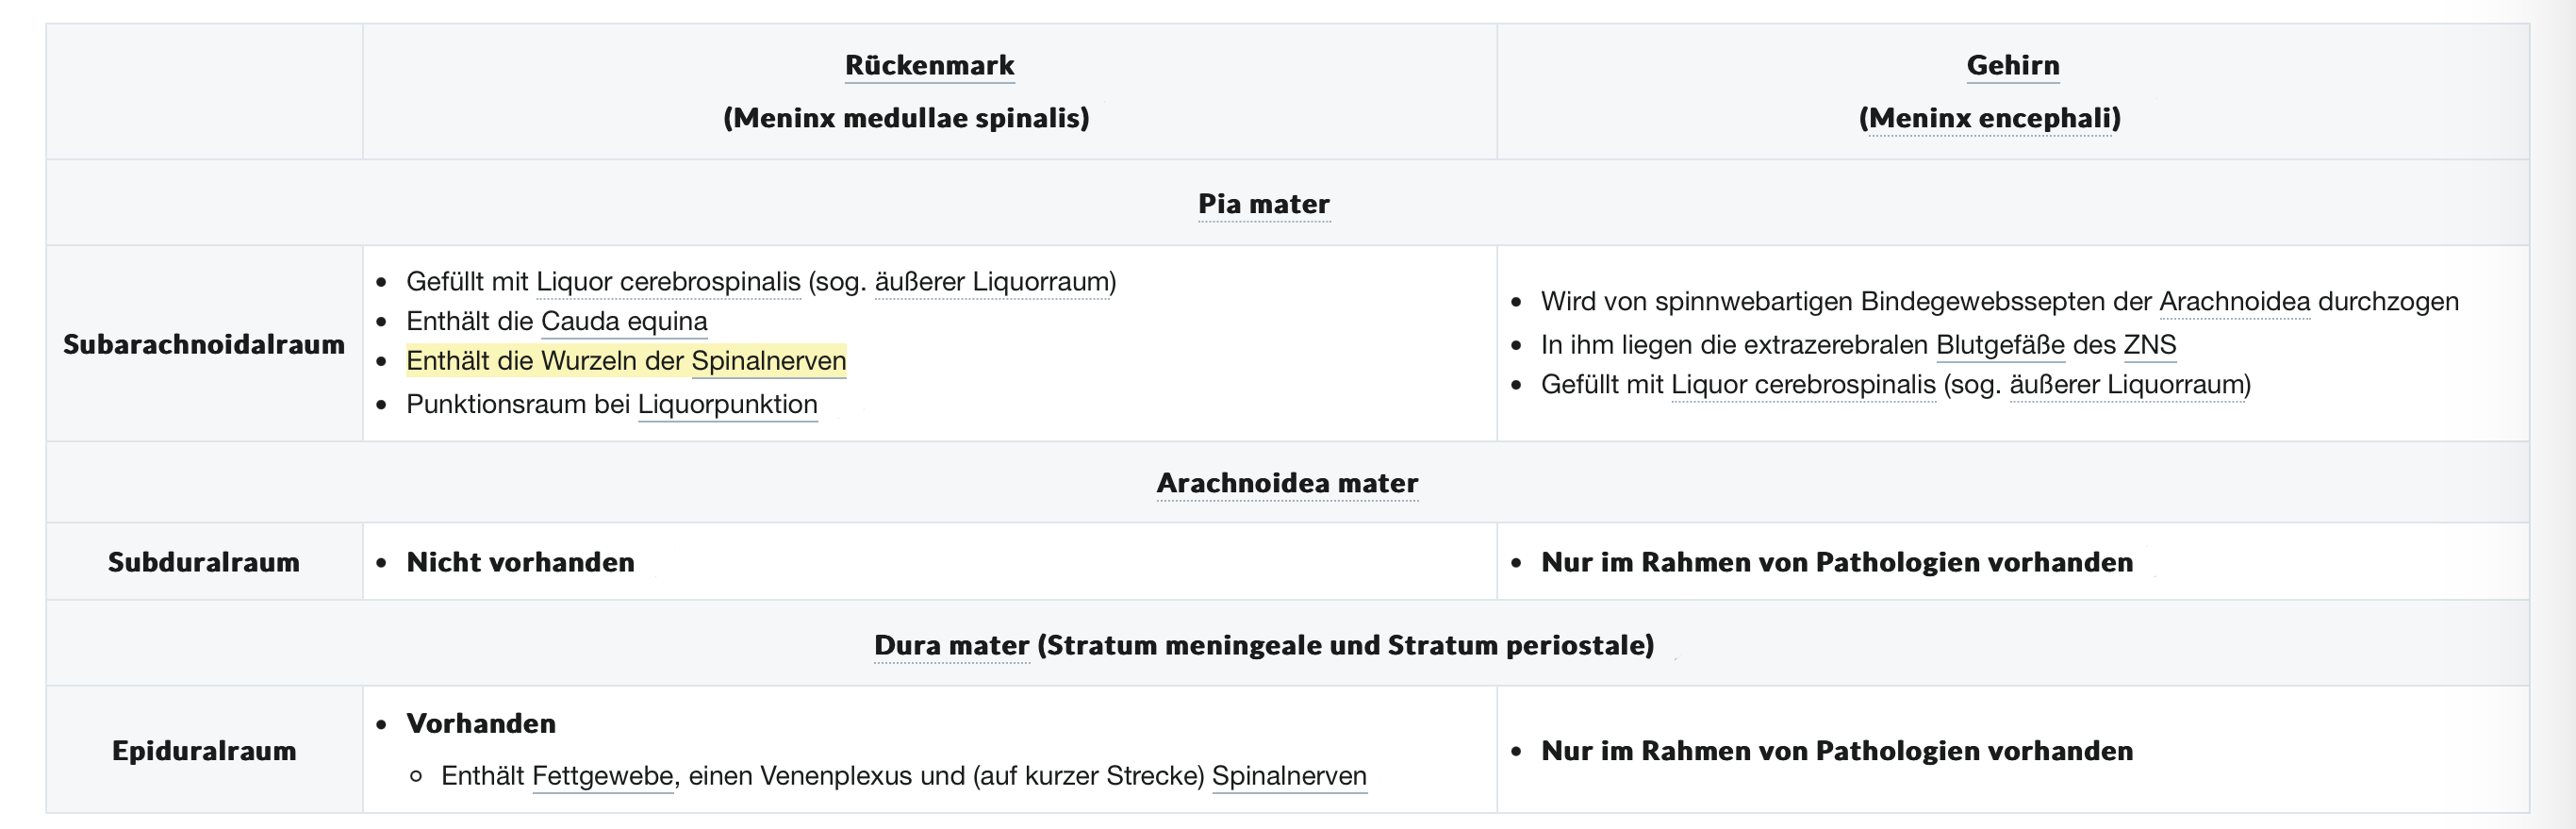 Rückenmark
Gehirn
(Meninx medullae spinalis)
(Meninx encephali)
Pia mater
Subarachnoidalraum
• Gefüllt mit Liquor cerebrospinalis (sog. äußerer Liquorraum)
• Enthält die Cauda equina
• Enthält die Wurzeln der Spinalnerven
• Punktionsraum bei Liquorpunktion
• Wird von spinnwebartigen Bindegewebssepten der Arachnoidea durchzogen
• In ihm liegen die extrazerebralen Blutgefäße des ZNS
• Gefüllt mit Liquor cerebrospinalis (sog. äußerer Liquorraum)
Arachnoidea mater
Subduralraum
• Nicht vorhanden
• Nur im Rahmen von Pathologien vorhanden
Dura mater (Stratum meningeale und Stratum periostale)
Epiduralraum
• Vorhanden
○ Enthält Fettgewebe, einen Venenplexus und (auf kurzer Strecke) Spinalnerven
• Nur im Rahmen von Pathologien vorhanden